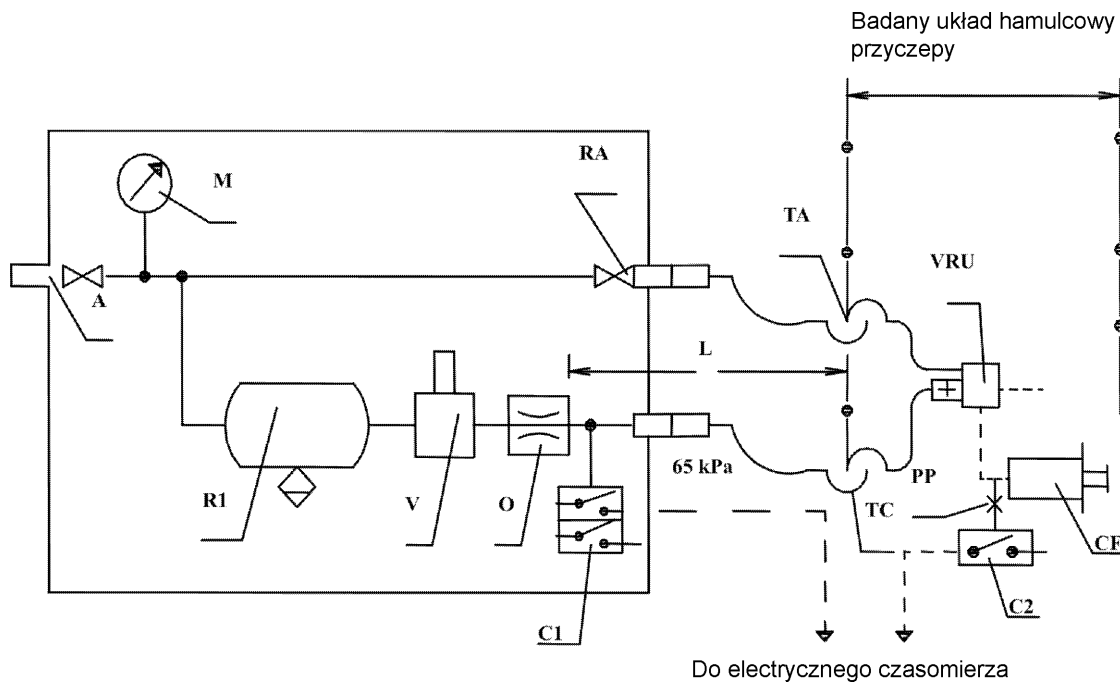 Badany układ hamulcowy
przyczepy
M
RA
TA
VRU
A
L
65 kPa
PP
R1
V
O
TC
CF
C2
C1
Do electrycznego czasomierza